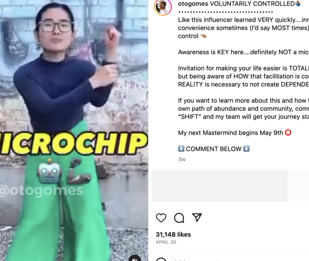 MICROCHIP
@otogomes
otogomes VOLUNTARILY CONTROLLED
Like this influencer learned VERY quickly....inn
convenience sometimes (I'd say MOST times)
control
Awareness is KEY here....definitely NOT a mic
Invitation for making your life easier is TOTAL
but being aware of HOW that facilitation is co
REALITY is necessary to not create DEPENDE
If you want to learn more about this and how t
own path of abundance and community, com
"SHIFT" and my team will get your journey sta
My next Mastermind begins May 9th
COMMENT BELOW
3w
31,148 likes
APRIL 30